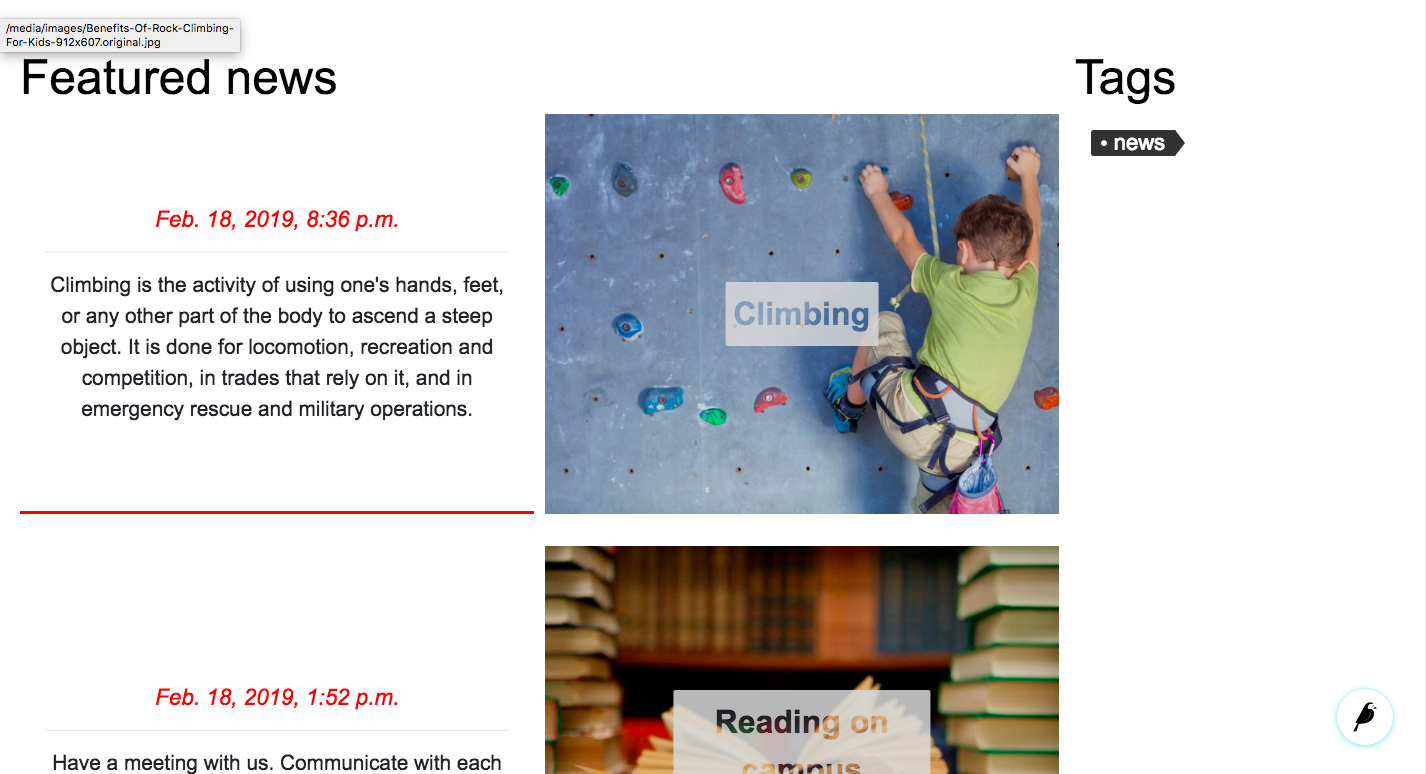 /media/images/Benefits-Of-Rock-Climbing-
For-Kids-912x607.original.jpg
Featured news
Tags
• news
Feb. 18, 2019, 8:36 p.m.
Climbing is the activity of using one's hands, feet,
or any other part of the body to ascend a steep
object. It is done for locomotion, recreation and
competition, in trades that rely on it, and in
emergency rescue and military operations.
Climbing
Feb. 18, 2019, 1:52 p.m.
Have a meeting with us. Communicate with each
Reading on
campus